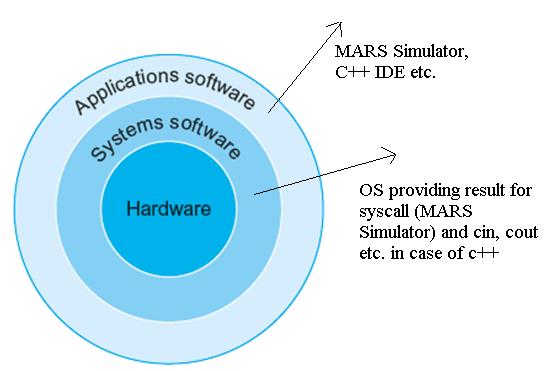 MARS Simulator,
C++ IDE etc.
Applications software
Systems software
Hardware
OS providing result for
syscall (MARS
Simulator) and cin, cout
etc. in case of c++